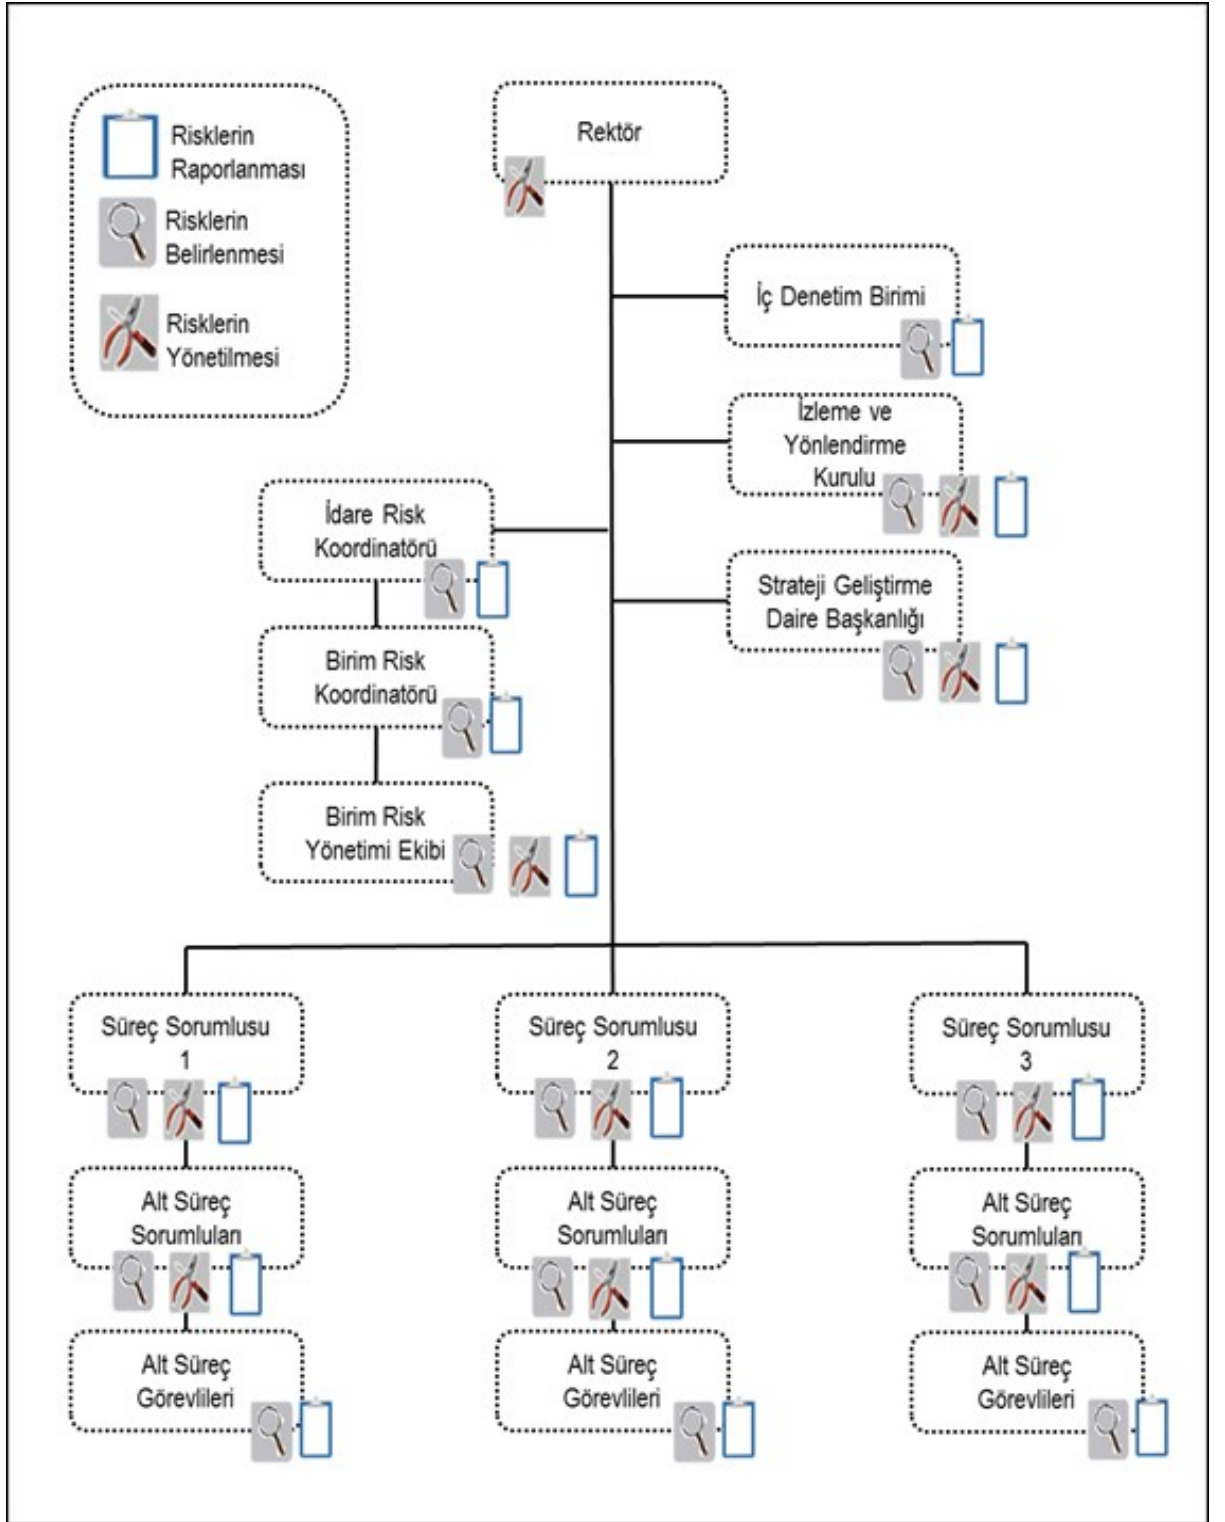 Risklerin
Raporlanması
Risklerin
Belirlenmesi
Risklerin
Yönetilmesi
Rektör
İç Denetim Birimi
İzleme ve
Yönlendirme
Kurulu
İdare Risk
Koordinatörü
Strateji Geliştirme
Daire Başkanlığı
Birim Risk
Koordinatörü
Birim Risk
Yönetimi Ekibi
Süreç Sorumlusu
1
Süreç Sorumlusu
2
Süreç Sorumlusu
3
Alt Süreç
Sorumluları
Alt Süreç
Sorumluları
Alt Süreç
Sorumluları
Alt Süreç
Görevlileri
Alt Süreç
Görevlileri
Alt Süreç
Görevlileri